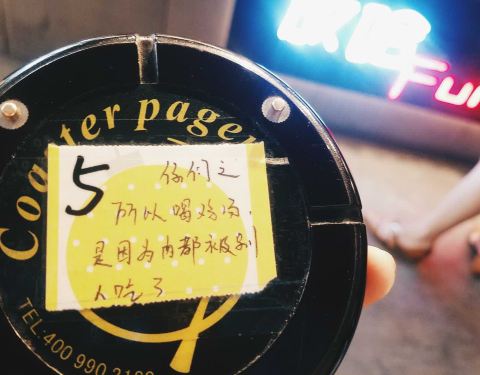 Coaster pager
5
你们之
所以喝鸡汤，
是因为肉都被别
人吃了
TEL:400 990
Fun